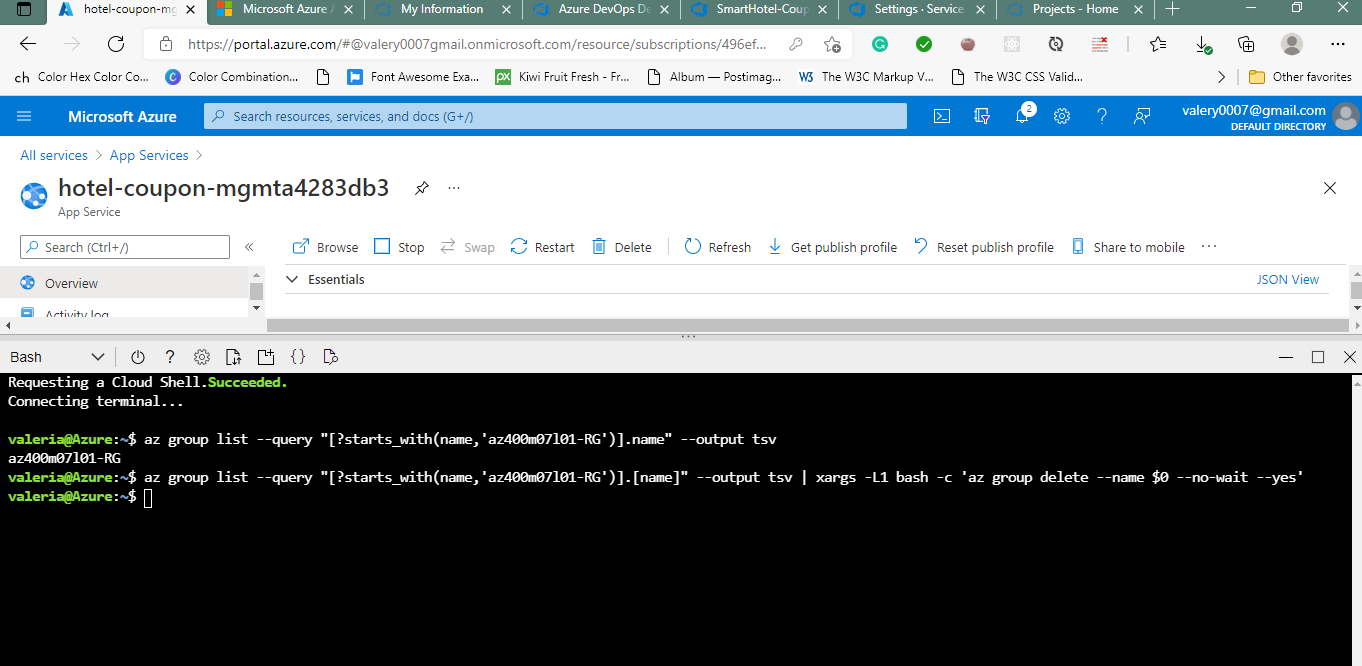 hotel-coupon-mg
Microsoft Azure
My Information
Azure DevOps De
SmartHotel-Coup
Settings · Service
Projects - Home
https://portal.azure.com/#@valery0007gmail.onmicrosoft.com/resource/subscriptions/496ef...
ch Color Hex Color Co...
C Color Combination...
Font Awesome Exa...
px Kiwi Fruit Fresh - Fr...
Album — Postimag...
W3 The W3C Markup V...
The W3C CSS Valid...
Other favorites
Microsoft Azure
Search resources, services, and docs (G+/)
2
valery0007@gmail.com
DEFAULT DIRECTORY
All services > App Services >
hotel-coupon-mgmta4283db3
App Service
Search (Ctrl+/)
«
Browse Stop Swap Restart Delete Refresh Get publish profile Reset publish profile Share to mobile ...
Overview
Essentials
JSON View
Activity log
Bash
Requesting a Cloud Shell.Succeeded.
Connecting terminal...
valeria@Azure:~$ az group list --query "[?starts_with(name,'az400m07l01-RG')].name" --output tsv
az400m07l01-RG
valeria@Azure:~$ az group list --query "[?starts_with(name,'az400m07l01-RG')].[name]" --output tsv | xargs -L1 bash -c 'az group delete --name $0 --no-wait --yes'
valeria@Azure:~$